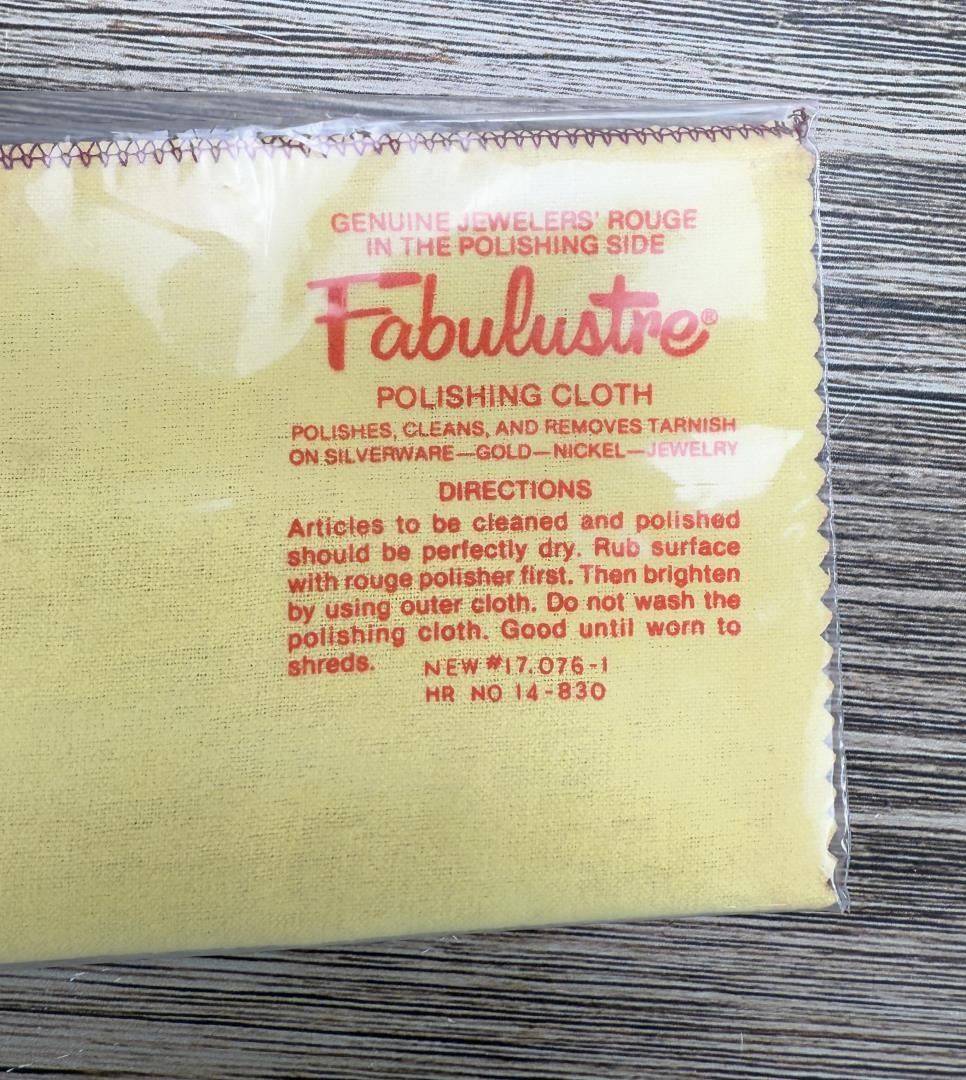 GENUINE JEWELERS' ROUGE
IN THE POLISHING SIDE
Fabulustre®
POLISHING CLOTH
POLISHES, CLEANS, AND REMOVES TARNISH
ON SILVERWARE—GOLD—NICKEL—JEWELRY
DIRECTIONS
Articles to be cleaned and polished
should be perfectly dry. Rub surface
with rouge polisher first. Then brighten
by using outer cloth. Do not wash the
polishing cloth. Good until worn to
shreds. NEW #17.076-1
HR NO 14-830